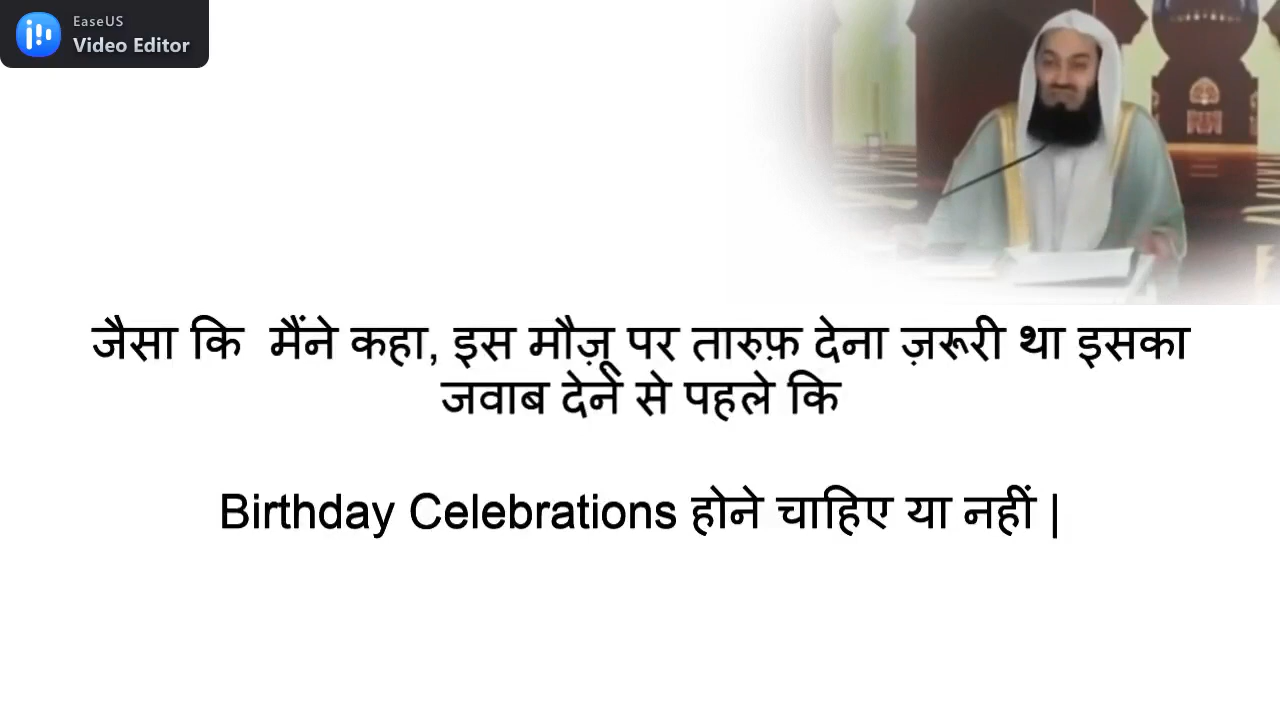 EaseUS
Video Editor
जैसा कि मैंने कहा, इस मौज़ू पर तारुफ़ देना ज़रूरी था इसका
जवाब देने से पहले कि
Birthday Celebrations होने चाहिए या नहीं |